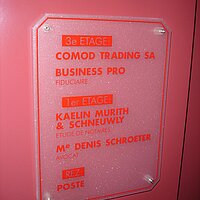 3e ETAGE
COMOD TRADING SA
BUSINESS PRO
FIDUCIAIRE
1er ETAGE
KAELIN MURITH
& SCHNEUWLY
ETUDE DE NOTAIRES
Me DENIS SCHROETER
AVOCAT
REZ
POSTE